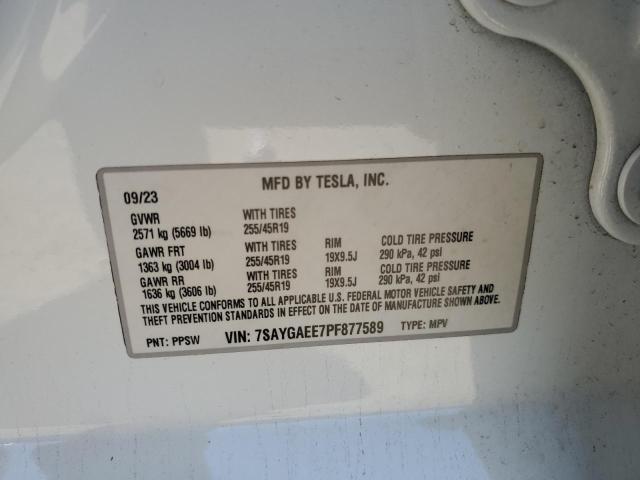 MFD BY TESLA, INC.
09/23
GVWR WITH TIRES
2571 kg (5669 lb) 255/45R19
GAWR FRT WITH TIRES RIM COLD TIRE PRESSURE
1363 kg (3004 lb) 255/45R19 19X9.5J 290 kPa, 42 psi
GAWR RR WITH TIRES RIM COLD TIRE PRESSURE
1636 kg (3606 lb) 255/45R19 19X9.5J 290 kPa, 42 psi
THIS VEHICLE CONFORMS TO ALL APPLICABLE U.S. FEDERAL MOTOR VEHICLE SAFETY AND
THEFT PREVENTION STANDARDS IN EFFECT ON THE DATE OF MANUFACTURE SHOWN ABOVE.
PNT: PPSW VIN: 7SAYGAEE7PF877589 TYPE: MPV